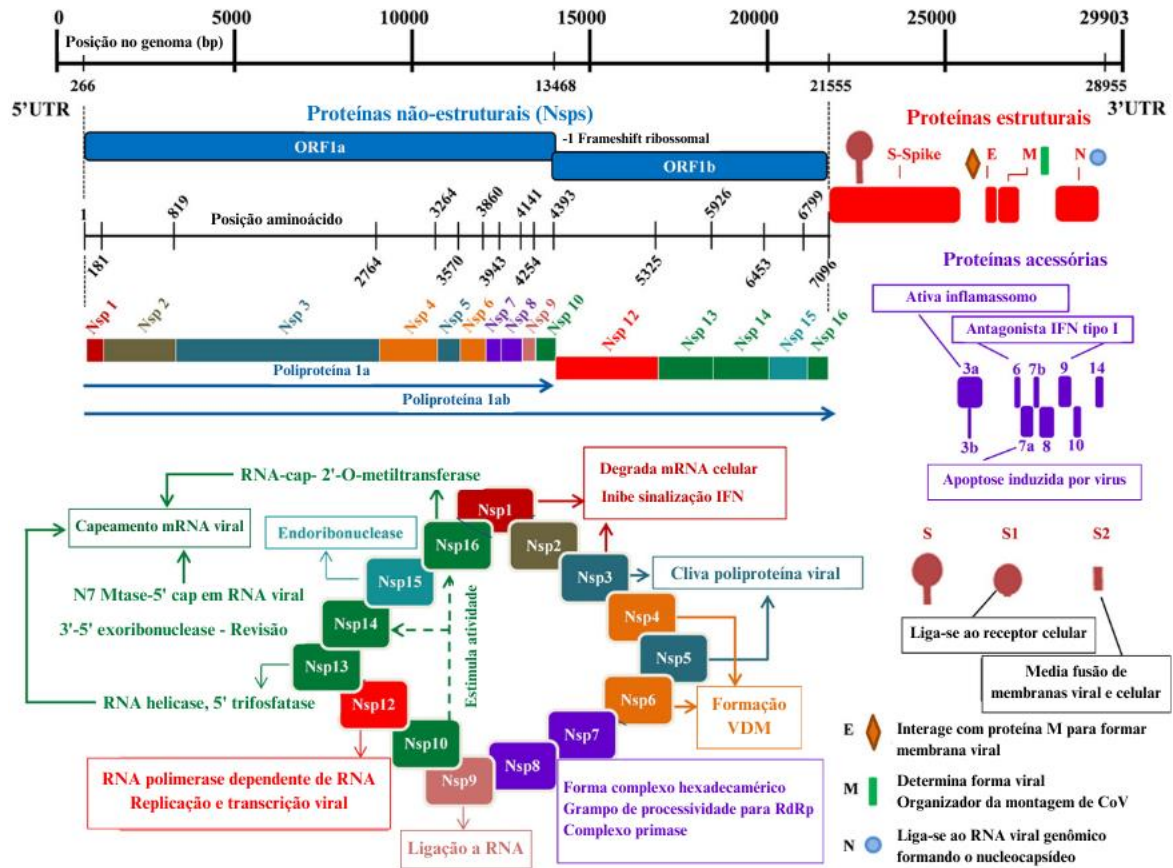 0 5000 10000 15000 20000 25000 29903
Posição no genoma (bp)
266 13468 21555 28955
5'UTR 3'UTR
Proteínas não-estruturais (Nsps)
-1 Frameshift ribossomal
ORF1a
ORF1b
Proteínas estruturais
S-Spike E M N
819 3264 3860 4141 4393 5926 6799
1 Posição aminoácido
181 2764 3570 3943 4254 5325 6453 7096
Nsp 1 Nsp 2 Nsp 3 Nsp 4 Nsp 5 Nsp 6 Nsp 7 Nsp 8 Nsp 9 Nsp 10 Nsp 12 Nsp 13 Nsp 14 Nsp 15 Nsp 16
Poliproteína 1a
Poliproteína 1ab
Proteínas acessórias
Ativa inflamassomo
Antagonista IFN tipo I
3a 6 7b 9 14
3b 7a 8 10
Apoptose induzida por virus
RNA-cap- 2'-O-metiltransferase
Capeamento mRNA viral
Endoribonuclease
N7 Mtase-5' cap em RNA viral
3'-5' exoribonuclease - Revisão
RNA helicase, 5' trifosfatase
Estimula atividade
Nsp1
Nsp2
Nsp3
Nsp4
Nsp5
Nsp6
Nsp7
Nsp8
Nsp9
Nsp10
Nsp12
Nsp13
Nsp14
Nsp15
Nsp16
Degrada mRNA celular
Inibe sinalização IFN
Cliva poliproteína viral
Formação
VDM
RNA polimerase dependente de RNA
Replicação e transcrição viral
Ligação a RNA
Forma complexo hexadecamérico
Grampo de processividade para RdRp
Complexo primase
S S1 S2
Liga-se ao receptor celular
Media fusão de
membranas viral e celular
E Interage com proteína M para formar
membrana viral
M Determina forma viral
Organizador da montagem de CoV
N Liga-se ao RNA viral genômico
formando o nucleocapsídeo